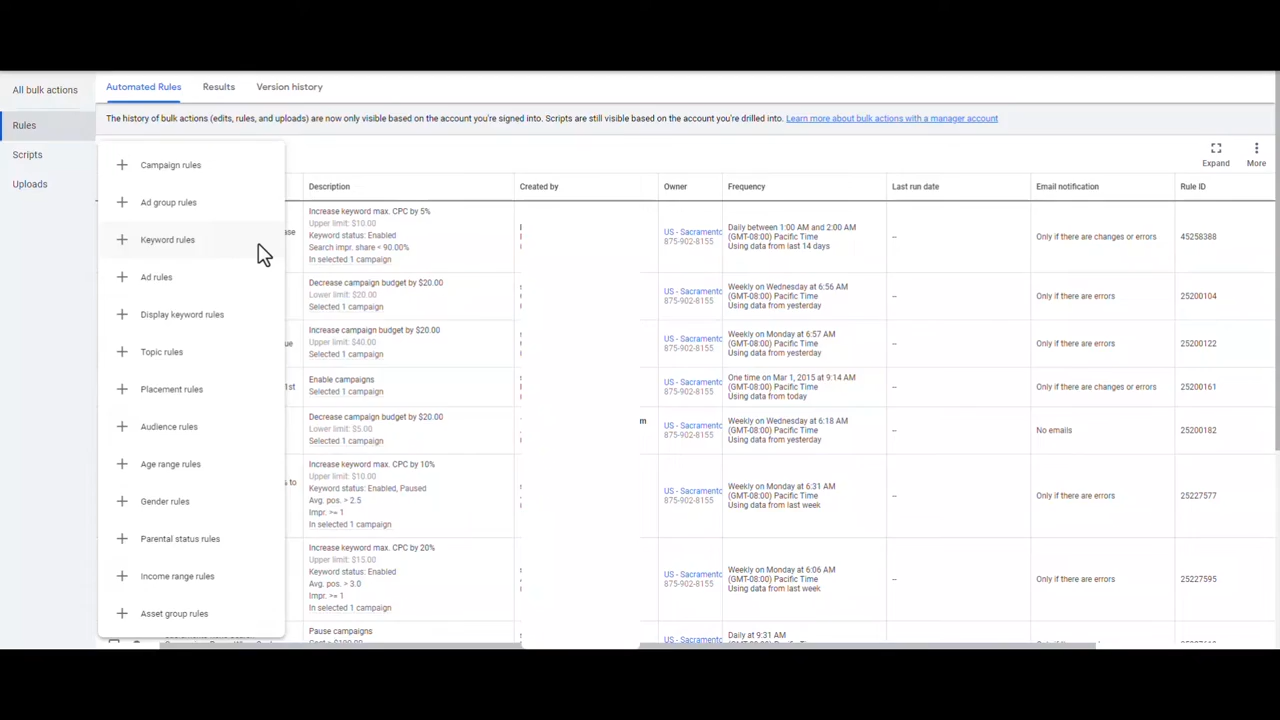 All bulk actions
Automated Rules
Results
Version history
Rules
Scripts
Uploads
The history of bulk actions (edits, rules, and uploads) are now only visible based on the account you're signed into. Scripts are still visible based on the account you're drilled into. Learn more about bulk actions with a manager account
Expand
More
Campaign rules
Ad group rules
Keyword rules
Ad rules
Display keyword rules
Topic rules
Placement rules
Audience rules
Age range rules
Gender rules
Parental status rules
Income range rules
Asset group rules
Description
Created by
Owner
Frequency
Last run date
Email notification
Rule ID
Increase keyword max. CPC by 5%
Upper limit: $10.00
Keyword status: Enabled
Search impr. share < 90.00%
In selected 1 campaign
US - Sacramento
875-902-8155
Daily between 1:00 AM and 2:00 AM
(GMT-08:00) Pacific Time
Using data from last 14 days
--
Only if there are changes or errors
45258388
Decrease campaign budget by $20.00
Lower limit: $20.00
Selected 1 campaign
US - Sacramento
875-902-8155
Weekly on Wednesday at 6:56 AM
(GMT-08:00) Pacific Time
Using data from yesterday
--
Only if there are errors
25200104
ue
Increase campaign budget by $20.00
Upper limit: $40.00
Selected 1 campaign
US - Sacramento
875-902-8155
Weekly on Monday at 6:57 AM
(GMT-08:00) Pacific Time
Using data from yesterday
--
Only if there are errors
25200122
1st
Enable campaigns
Selected 1 campaign
US - Sacramento
875-902-8155
One time on Mar 1, 2015 at 9:14 AM
(GMT-08:00) Pacific Time
Using data from today
--
Only if there are changes or errors
25200161
Decrease campaign budget by $20.00
Lower limit: $5.00
Selected 1 campaign
m
US - Sacramento
875-902-8155
Weekly on Wednesday at 6:18 AM
(GMT-08:00) Pacific Time
Using data from yesterday
--
No emails
25200182
s to
Increase keyword max. CPC by 10%
Upper limit: $10.00
Keyword status: Enabled, Paused
Avg. pos. > 2.5
Impr. >= 1
In selected 1 campaign
US - Sacramento
875-902-8155
Weekly on Monday at 6:31 AM
(GMT-08:00) Pacific Time
Using data from last week
--
Only if there are errors
25227577
Increase keyword max. CPC by 20%
Upper limit: $15.00
Keyword status: Enabled
Avg. pos. > 3.0
Impr. >= 1
In selected 1 campaign
US - Sacramento
875-902-8155
Weekly on Monday at 6:06 AM
(GMT-08:00) Pacific Time
Using data from last week
--
Only if there are errors
25227595
Pause campaigns
US - Sacramento
Daily at 9:31 AM